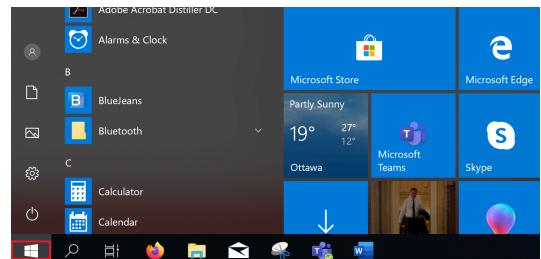 Adobe Acrobat Distiller DC
Alarms & Clock
B
BlueJeans
Bluetooth
C
Calculator
Calendar
Microsoft Store
Microsoft Edge
Partly Sunny
19° 27°
12°
Ottawa
Microsoft
Teams
Skype